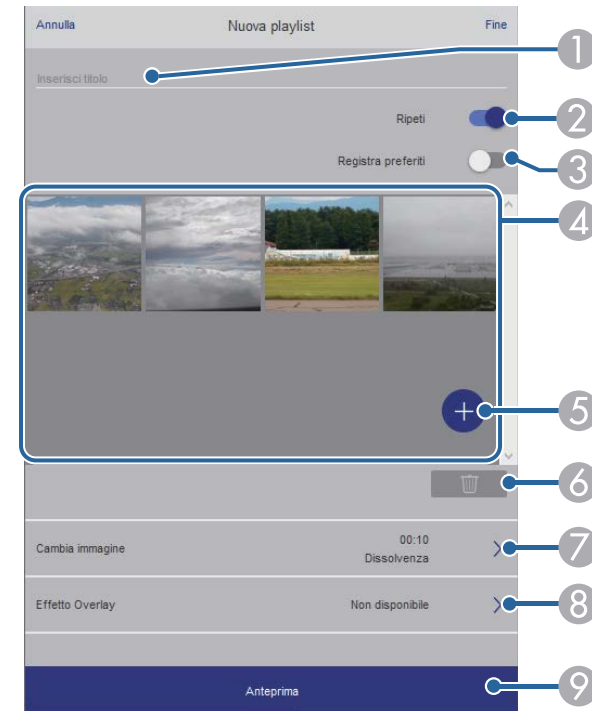 Annulla
Nuova playlist
Fine
1
Inserisci titolo
Ripeti
2
Registra preferiti
3
4
5
6
Cambia immagine
00:10
Dissolvenza
7
Effetto Overlay
Non disponibile
8
Anteprima
9